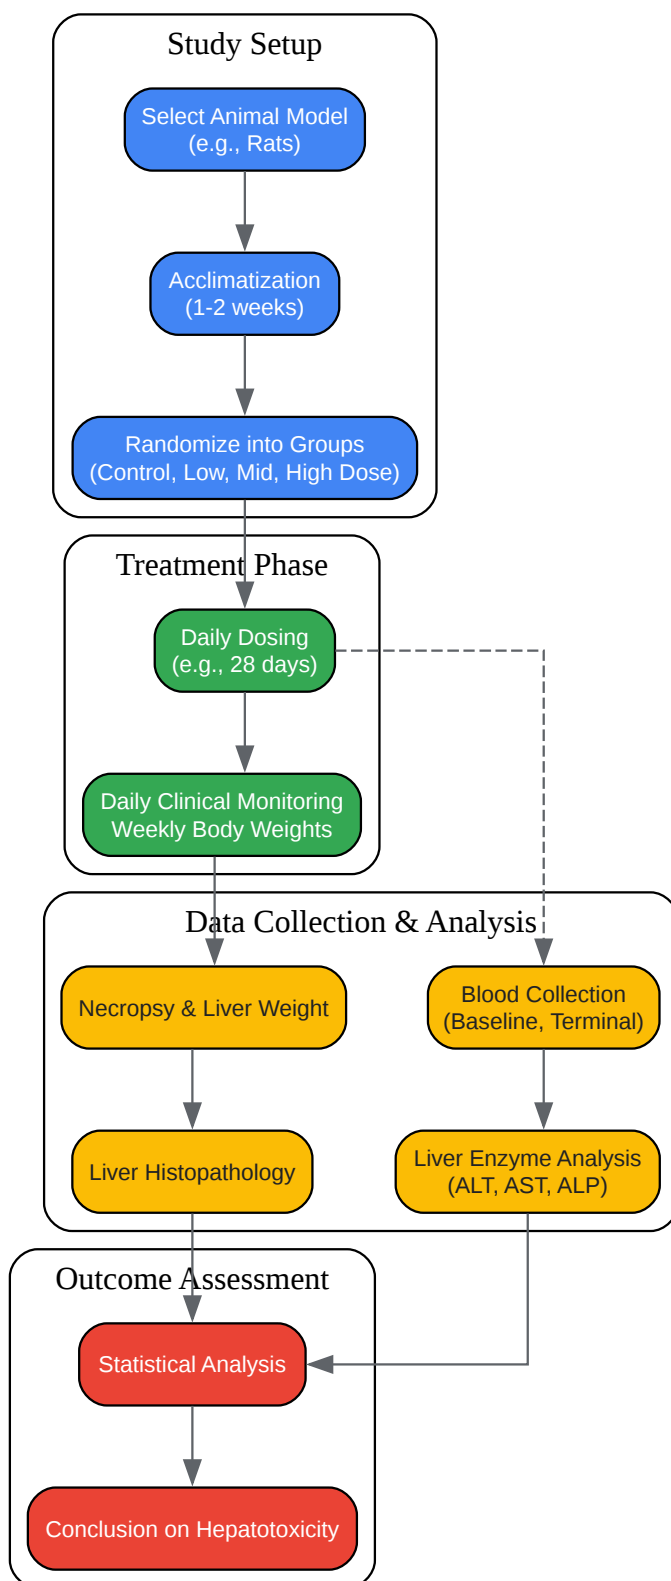 Study Setup
Select Animal Model
(e.g., Rats)
Acclimatization
(1-2 weeks)
Randomize into Groups
(Control, Low, Mid, High Dose)
Treatment Phase
Daily Dosing
(e.g., 28 days)
Daily Clinical Monitoring
Weekly Body Weights
Data Collection & Analysis
Necropsy & Liver Weight
Blood Collection
(Baseline, Terminal)
Liver Histopathology
Liver Enzyme Analysis
(ALT, AST, ALP)
Outcome Assessment
Statistical Analysis
Conclusion on Hepatotoxicity